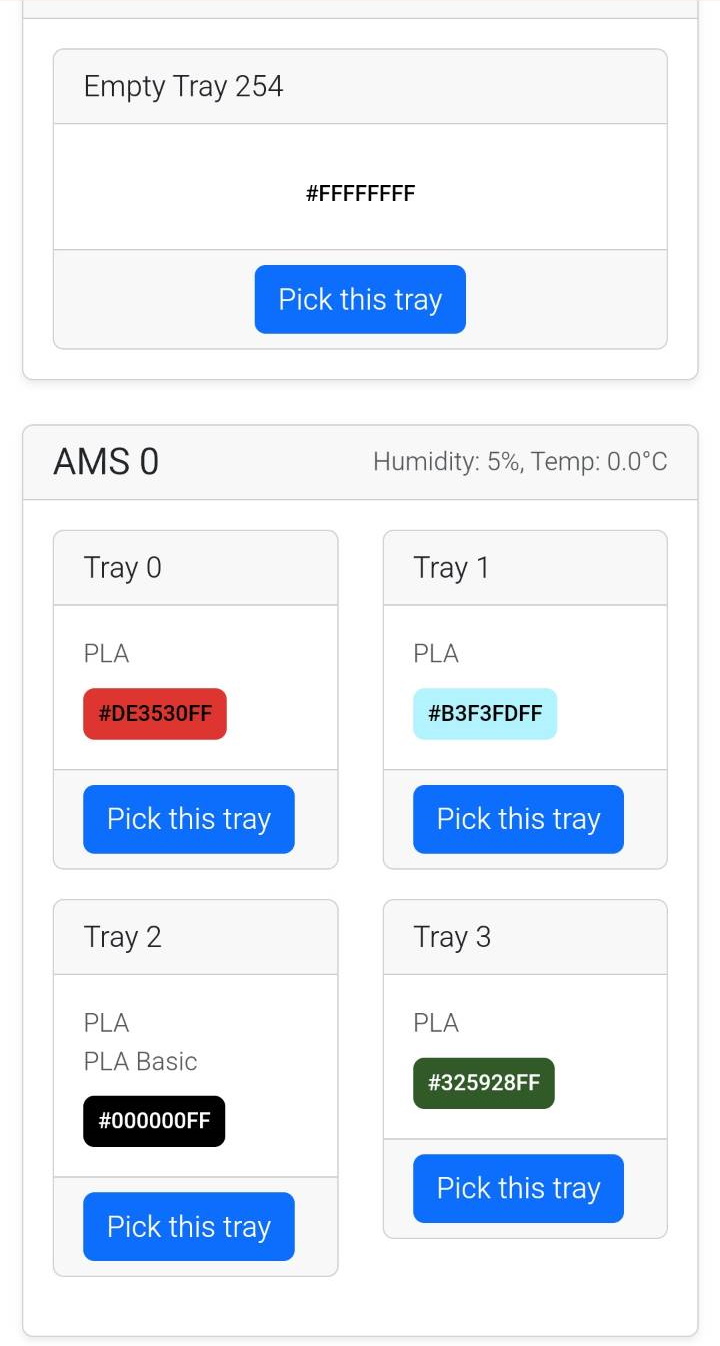 Empty Tray 254
#FFFFFFFF
Pick this tray
AMS 0
Humidity: 5%, Temp: 0.0°C
Tray 0
PLA
#DE3530FF
Pick this tray
Tray 1
PLA
#B3F3FDFF
Pick this tray
Tray 2
PLA
PLA Basic
#000000FF
Pick this tray
Tray 3
PLA
#325928FF
Pick this tray